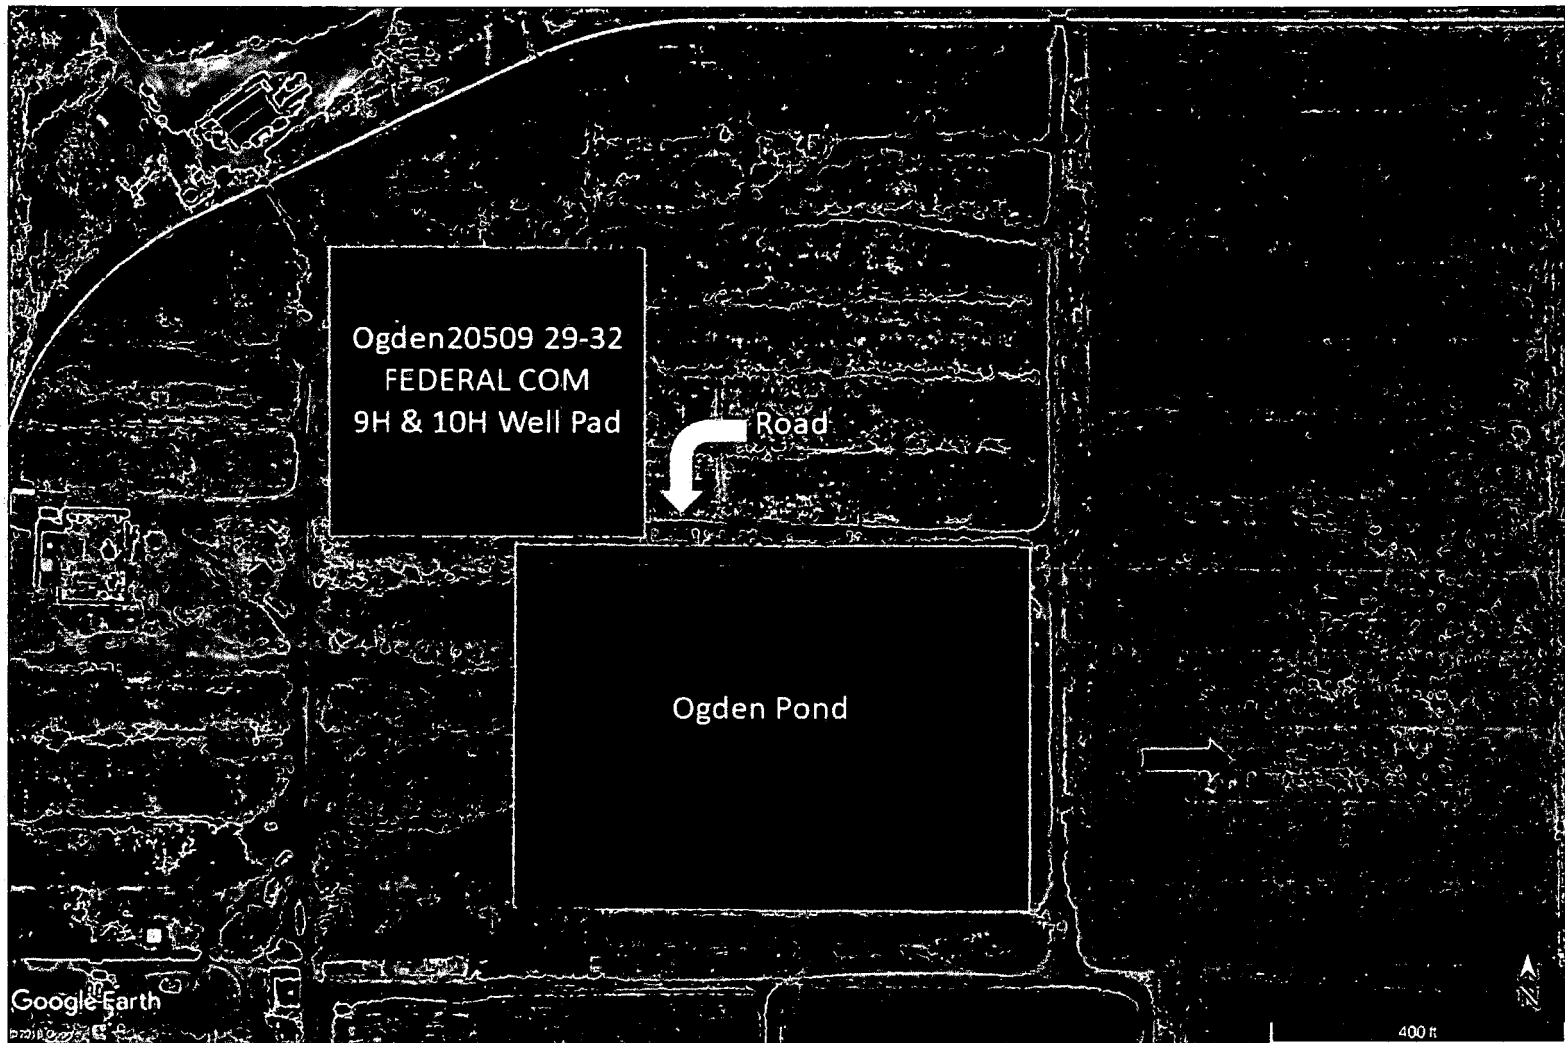 Ogden20509 29-32
FEDERAL COM
9H & 10H Well Pad
Road
Ogden Pond
Google Earth
400 ft